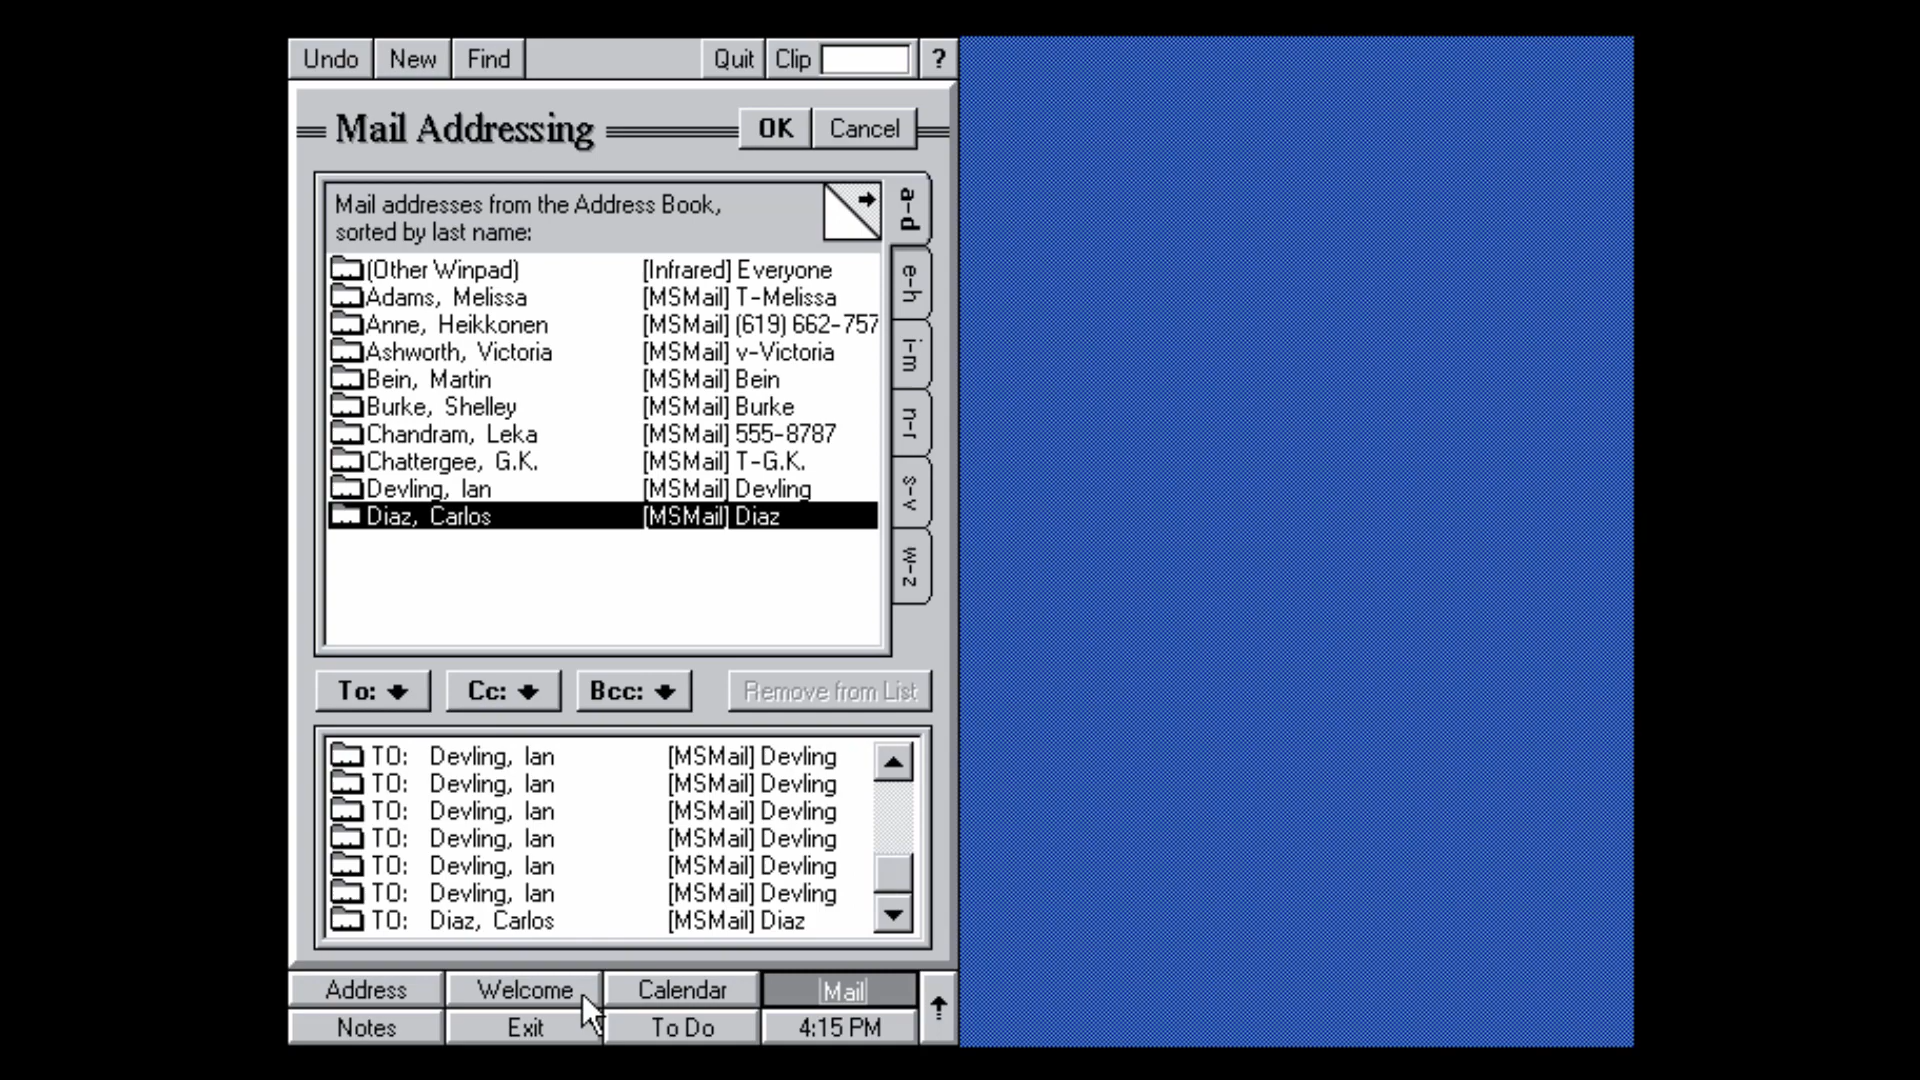 Undo New Find Quit Clip ?
Mail Addressing OK Cancel
Mail addresses from the Address Book,
sorted by last name:
(Other Winpad) [Infrared] Everyone
Adams, Melissa [MSMail] T-Melissa
Anne, Heikkonen [MSMail] (619) 662-757
Ashworth, Victoria [MSMail] v-Victoria
Bein, Martin [MSMail] Bein
Burke, Shelley [MSMail] Burke
Chandram, Leka [MSMail] 555-8787
Chattergee, G.K. [MSMail] T-G.K.
Devling, Ian [MSMail] Devling
Diaz, Carlos [MSMail] Diaz
a-d
e-h
i-m
n-r
s-v
w-z
To: Cc: Bcc: Remove from List
TO: Devling, Ian [MSMail] Devling
TO: Devling, Ian [MSMail] Devling
TO: Devling, Ian [MSMail] Devling
TO: Devling, Ian [MSMail] Devling
TO: Devling, Ian [MSMail] Devling
TO: Devling, Ian [MSMail] Devling
TO: Diaz, Carlos [MSMail] Diaz
Address Welcome Calendar Mail
Notes Exit To Do 4:15 PM